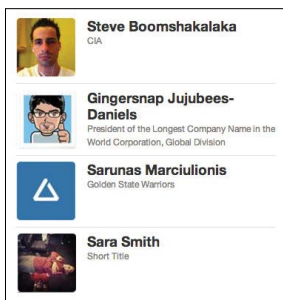 Steve Boomshakalaka
CIA
Gingersnap Jujubees-
Daniels
President of the Longest Company Name in the
World Corporation, Global Division
Sarunas Marciulionis
Golden State Warriors
Sara Smith
Short Title